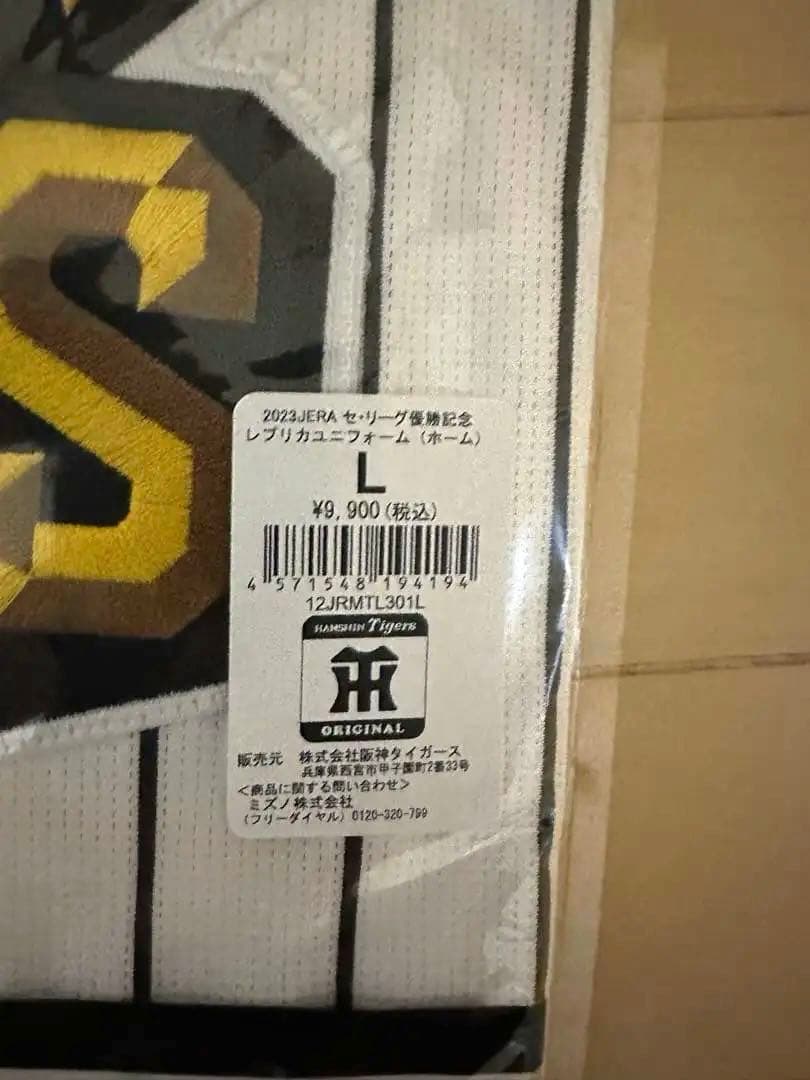 S
2023JERA セ・リーグ優勝記念
レプリカユニフォーム（ホーム）
L
¥9,900(税込)
4 571548 194194
12JRMTL301L
HANSHIN Tigers
HT
ORIGINAL
販売元 株式会社阪神タイガース
兵庫県西宮市甲子園町2番33号
＜商品に関する問い合わせ＞
ミズノ株式会社
（フリーダイヤル）0120-320-799